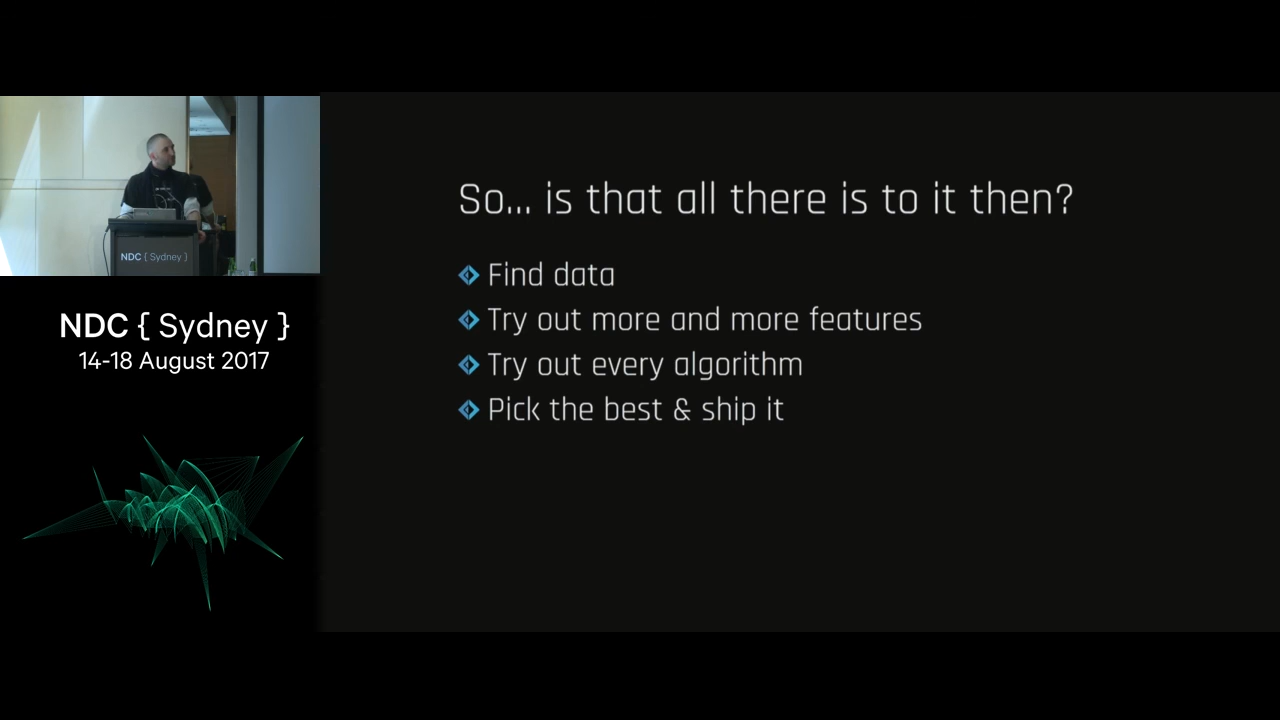 NDC { Sydney }
NDC { Sydney }
14-18 August 2017
So... is that all there is to it then?
Find data
Try out more and more features
Try out every algorithm
Pick the best & ship it